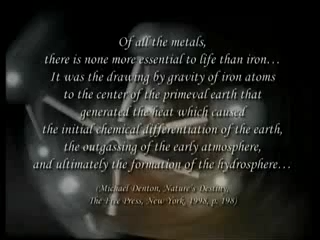 Of all the metals,
there is none more essential to life than iron…
It was the drawing by gravity of iron atoms
to the center of the primeval earth that
generated the heat which caused
the initial chemical differentiation of the earth,
the outgassing of the early atmosphere,
and ultimately the formation of the hydrosphere…
(Michael Denton, Nature's Destiny,
The Free Press, New York, 1998, p. 198)